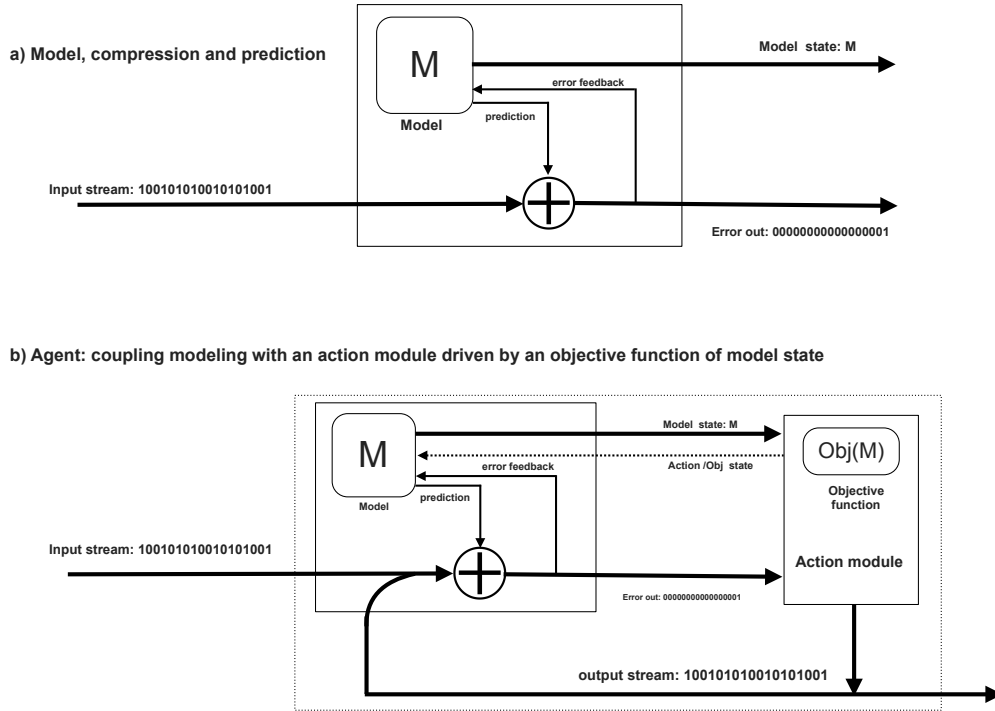 a) Model, compression and prediction
M
Model state: M
error feedback
prediction
Model
Input stream: 100101010010101001
Error out: 00000000000000001
b) Agent: coupling modeling with an action module driven by an objective function of model state
M
Model state: M
Obj(M)
error feedback
Action /Obj state
prediction
Objective
function
Model
Input stream: 100101010010101001
Action module
Error out: 00000000000000001
output stream: 100101010010101001